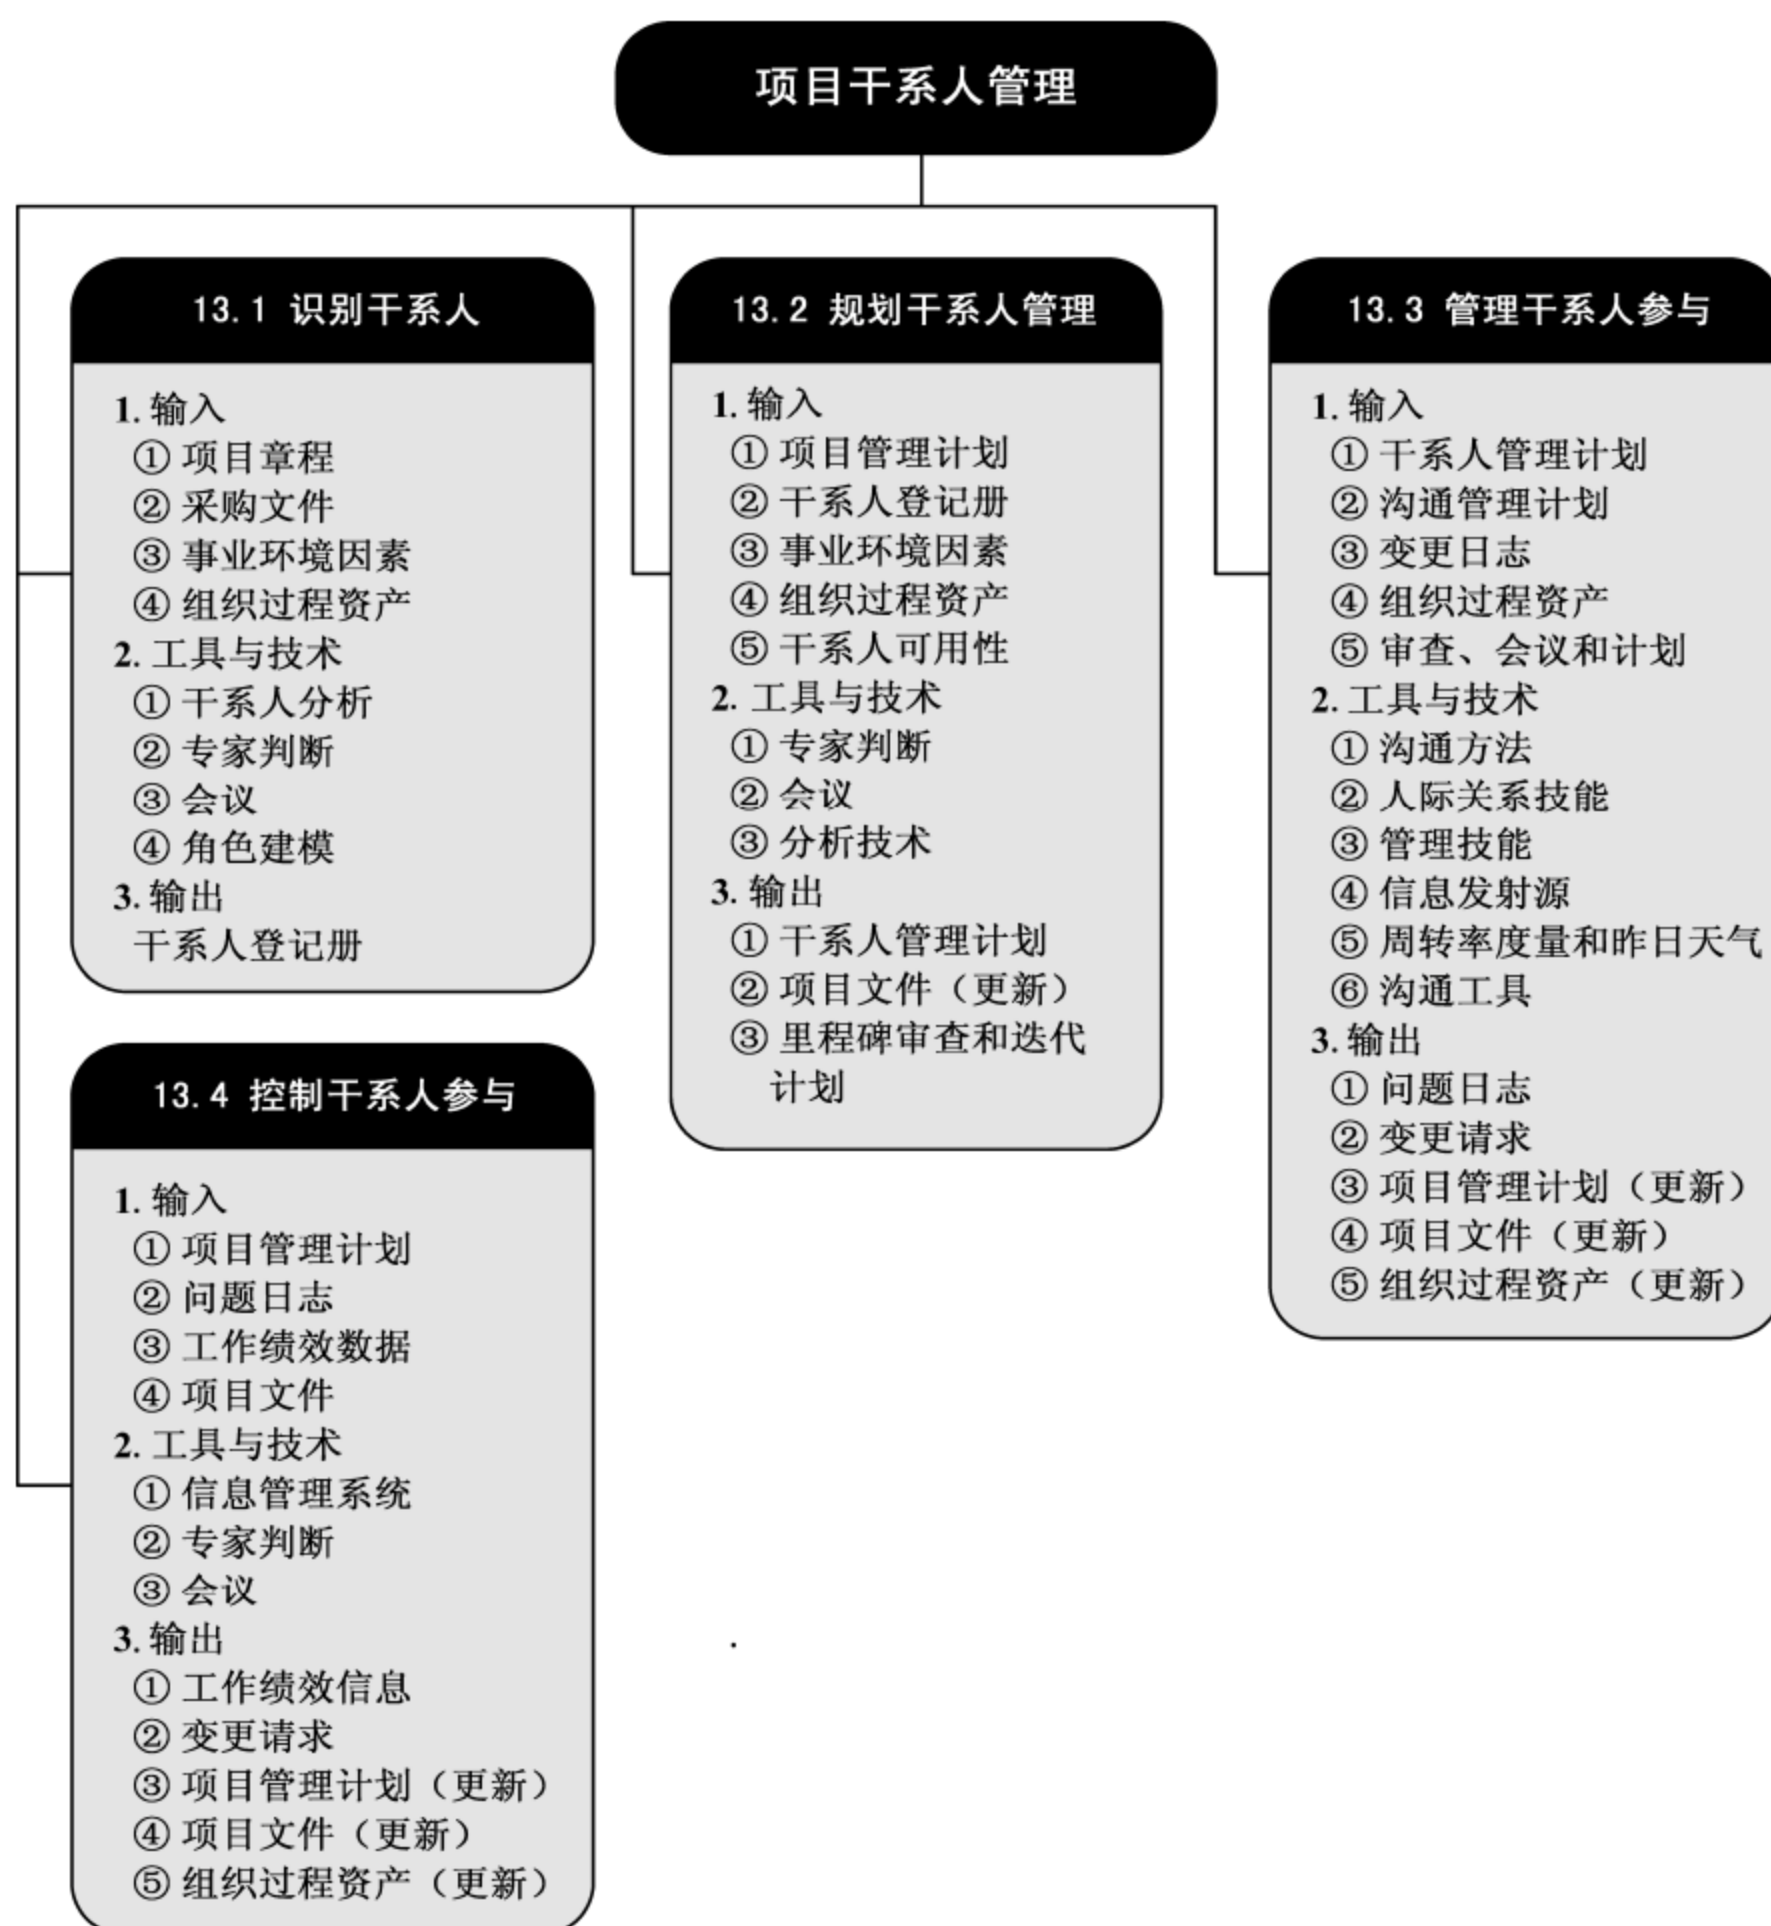 项目干系人管理
13.1 识别干系人
1. 输入
① 项目章程
② 采购文件
③ 事业环境因素
④ 组织过程资产
2. 工具与技术
① 干系人分析
② 专家判断
③ 会议
④ 角色建模
3. 输出
干系人登记册
13.2 规划干系人管理
1. 输入
① 项目管理计划
② 干系人登记册
③ 事业环境因素
④ 组织过程资产
⑤ 干系人可用性
2. 工具与技术
① 专家判断
② 会议
③ 分析技术
3. 输出
① 干系人管理计划
② 项目文件（更新）
③ 里程碑审查和迭代
计划
13.3 管理干系人参与
1. 输入
① 干系人管理计划
② 沟通管理计划
③ 变更日志
④ 组织过程资产
⑤ 审查、会议和计划
2. 工具与技术
① 沟通方法
② 人际关系技能
③ 管理技能
④ 信息发射源
⑤ 周转率度量和昨日天气
⑥ 沟通工具
3. 输出
① 问题日志
② 变更请求
③ 项目管理计划（更新）
④ 项目文件（更新）
⑤ 组织过程资产（更新）
13.4 控制干系人参与
1. 输入
① 项目管理计划
② 问题日志
③ 工作绩效数据
④ 项目文件
2. 工具与技术
① 信息管理系统
② 专家判断
③ 会议
3. 输出
① 工作绩效信息
② 变更请求
③ 项目管理计划（更新）
④ 项目文件（更新）
⑤ 组织过程资产（更新）